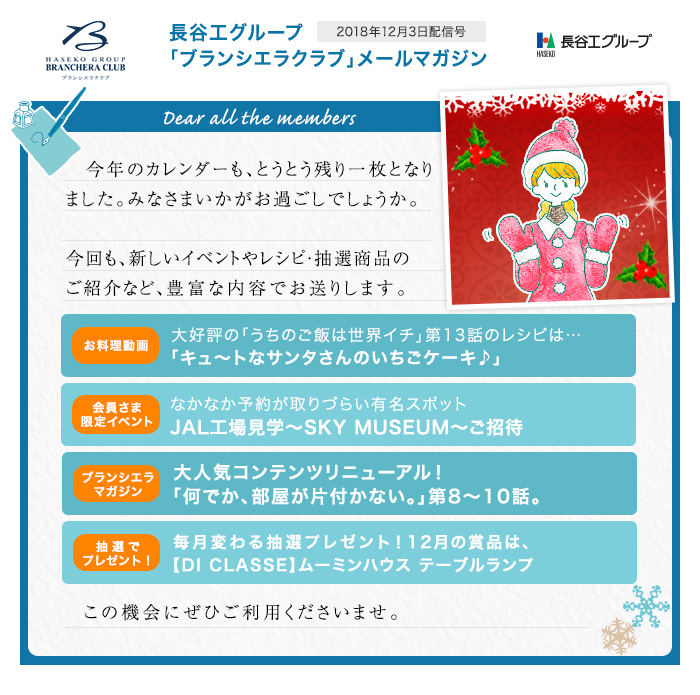 HASEKO GROUP
BRANCHERA CLUB
ブランシエラクラブ
長谷工グループ
2018年12月3日配信号
「ブランシエラクラブ」メールマガジン
HASEKO
長谷工グループ
Dear all the members
今年のカレンダーも、とうとう残り一枚となり
ました。みなさまいかがお過ごしでしょうか。
今回も、新しいイベントやレシピ・抽選商品の
ご紹介など、豊富な内容でお送りします。
お料理動画
大好評の「うちのご飯は世界イチ」第13話のレシピは…
「キュ〜トなサンタさんのいちごケーキ♪」
会員さま
限定イベント
なかなか予約が取りづらい有名スポット
JAL工場見学〜SKY MUSEUM〜ご招待
ブランシエラ
マガジン
大人気コンテンツリニューアル！
「何でか、部屋が片付かない。」第8〜10話。
抽選で
プレゼント！
毎月変わる抽選プレゼント！12月の賞品は、
【DI CLASSE】ムーミンハウス テーブルランプ
この機会にぜひご利用くださいませ。